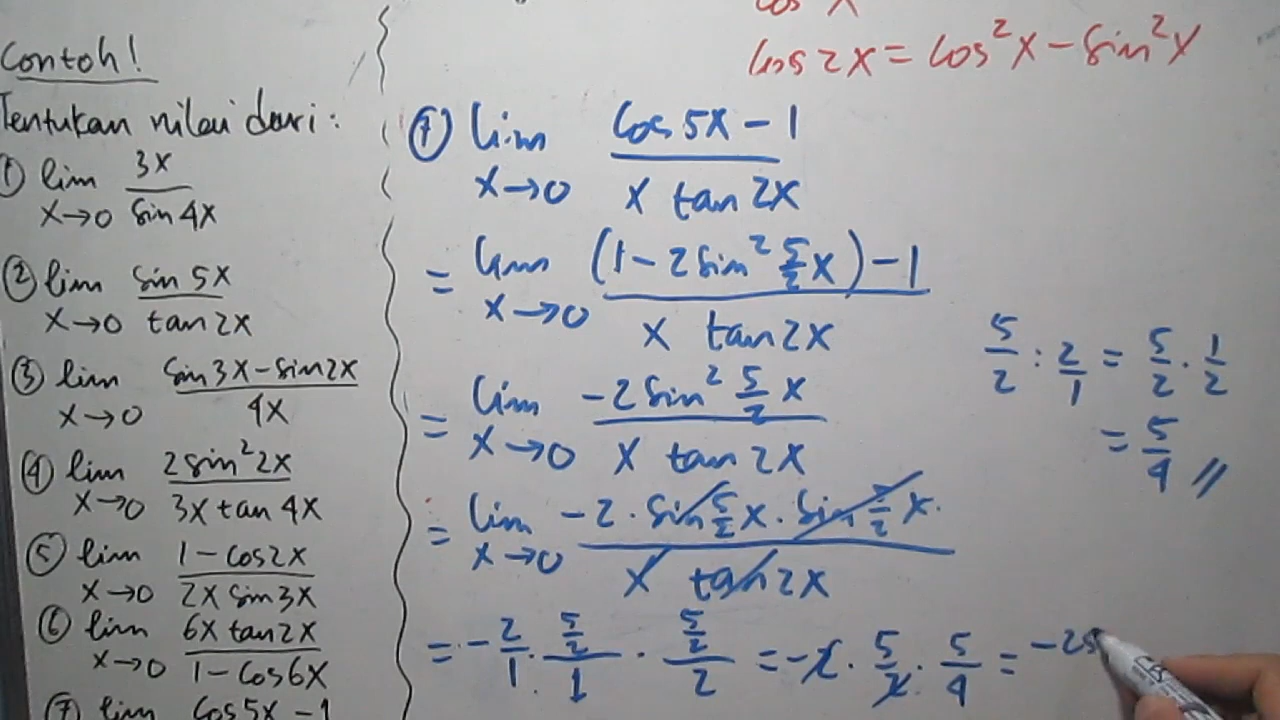 Contoh!
Tentukan nilai dari:
① lim x→0 3x / sin 4x
② lim x→0 sin 5x / tan 2x
③ lim x→0 sin 3x − sin 2x / 4x
④ lim x→0 2 sin² 2x / 3x tan 4x
⑤ lim x→0 1 − cos 2x / 2x sin 3x
⑥ lim x→0 6x tan 2x / 1 − cos 6x
⑦ lim cos 5x − 1
cos x
cos 2x = cos² x − sin² x
⑦ lim x→0 cos 5x − 1 / x tan 2x
= lim x→0 (1 − 2 sin² 5/2 x) − 1 / x tan 2x
= lim x→0 −2 sin² 5/2 x / x tan 2x
= lim x→0 −2 · sin 5/2 x · sin 5/2 x · / x tan 2x
= − 2/1 · 5/2 / 1 · 5/2 / 2 = −2 · 5/2 · 5/4 = −25
5/2 : 2/1 = 5/2 · 1/2
= 5/4 //